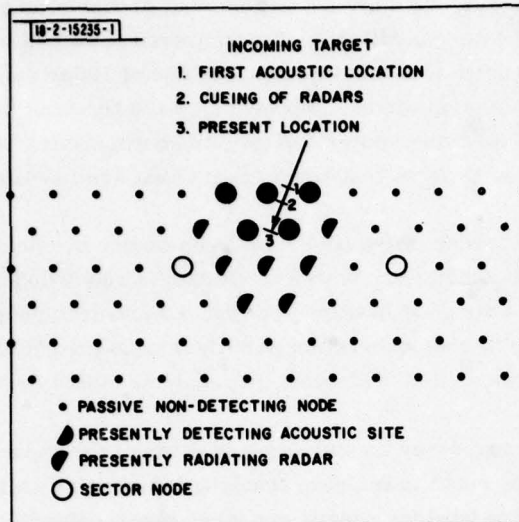 18-2-15235-1
INCOMING TARGET
1. FIRST ACOUSTIC LOCATION
2. CUEING OF RADARS
3. PRESENT LOCATION
1
2
3
PASSIVE NON-DETECTING NODE
PRESENTLY DETECTING ACOUSTIC SITE
PRESENTLY RADIATING RADAR
SECTOR NODE